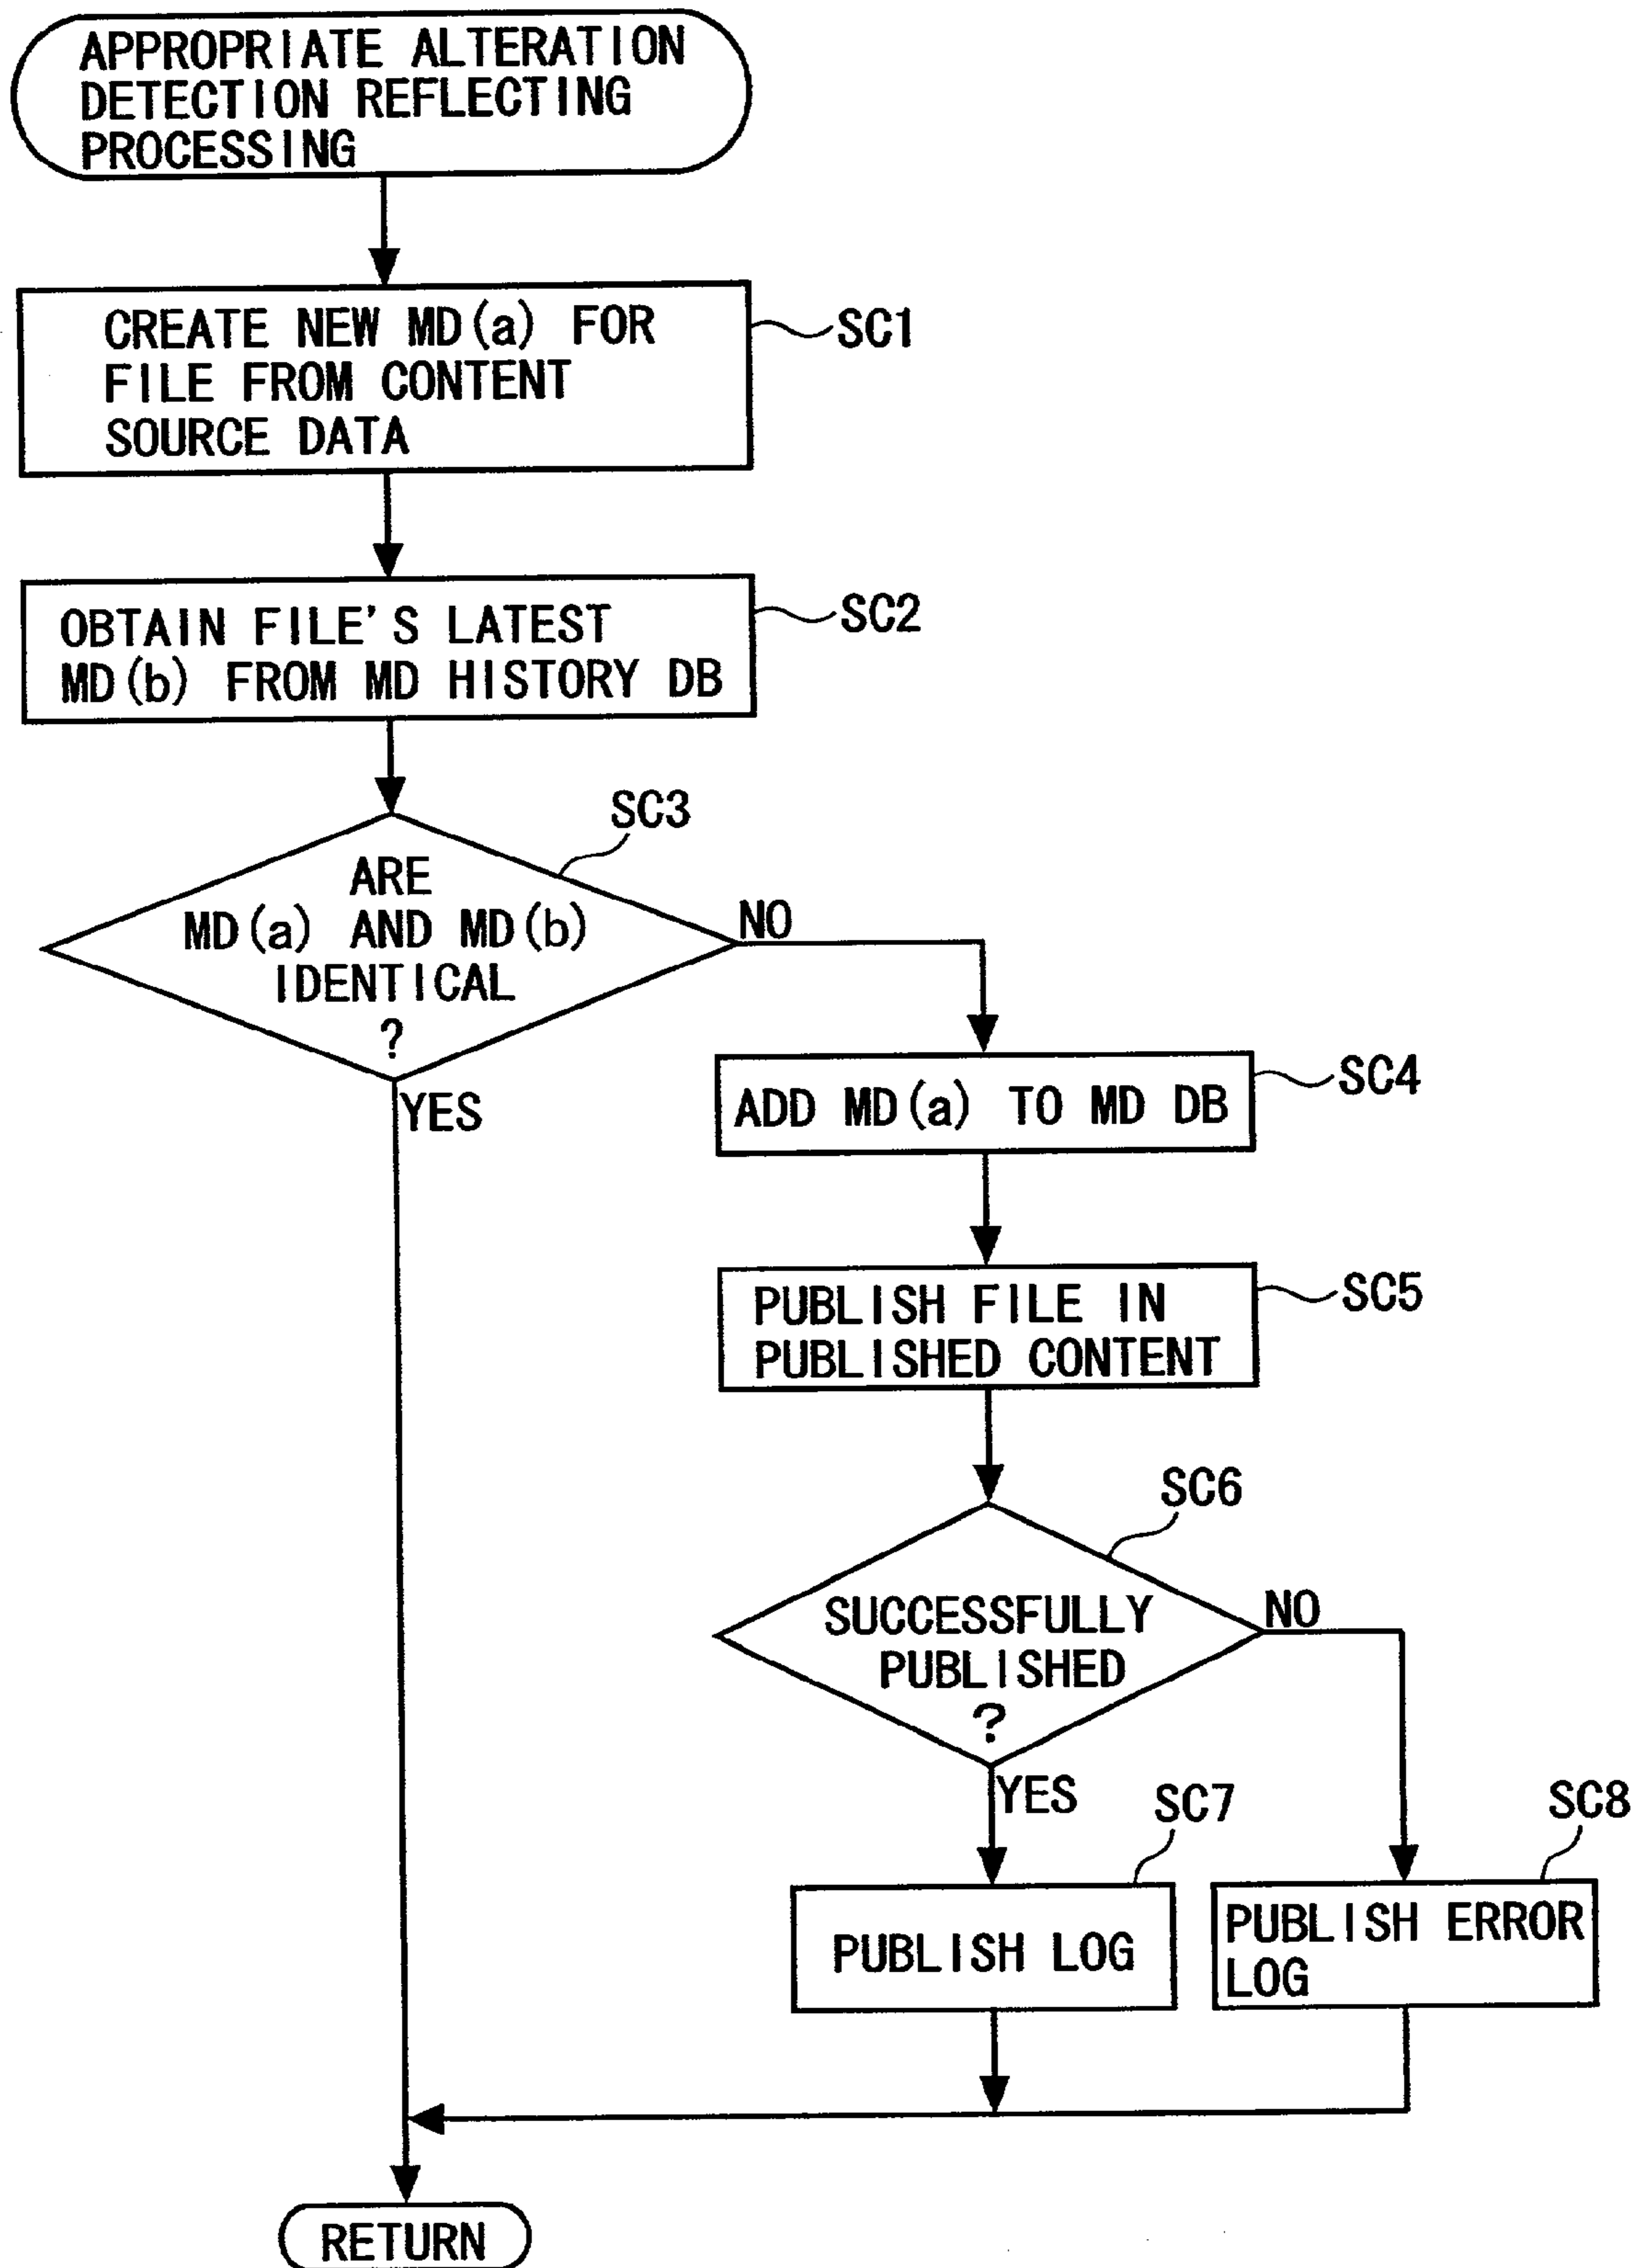 APPROPRIATE ALTERATION
DETECTION REFLECTING
PROCESSING
CREATE NEW MD(a) FOR
FILE FROM CONTENT
SOURCE DATA
SC1
OBTAIN FILE'S LATEST
MD(b) FROM MD HISTORY DB
SC2
SC3
ARE
MD(a) AND MD(b)
IDENTICAL
?
NO
YES
ADD MD(a) TO MD DB
SC4
PUBLISH FILE IN
PUBLISHED CONTENT
SC5
SC6
SUCCESSFULLY
PUBLISHED
?
NO
YES
SC7
SC8
PUBLISH LOG
PUBLISH ERROR
LOG
RETURN